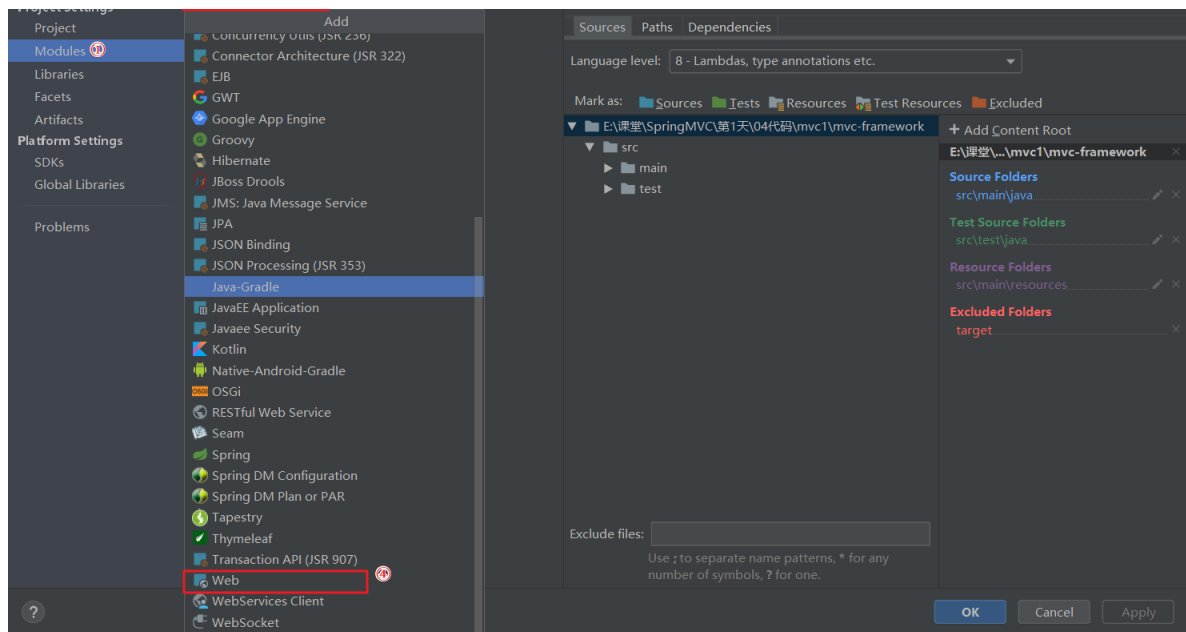 Project Settings
Project
Modules
Libraries
Facets
Artifacts
Platform Settings
SDKs
Global Libraries
Problems
?
Add
Concurrency Utils (JSR 236)
Connector Architecture (JSR 322)
EJB
GWT
Google App Engine
Groovy
Hibernate
JBoss Drools
JMS: Java Message Service
JPA
JSON Binding
JSON Processing (JSR 353)
Java-Gradle
JavaEE Application
Javaee Security
Kotlin
Native-Android-Gradle
OSGi
RESTful Web Service
Seam
Spring
Spring DM Configuration
Spring DM Plan or PAR
Tapestry
Thymeleaf
Transaction API (JSR 907)
Web
④
WebServices Client
WebSocket
Sources Paths Dependencies
Language level: 8 - Lambdas, type annotations etc.
Mark as: Sources Tests Resources Test Resources Excluded
E:\课堂\SpringMVC\第1天\04代码\mvc1\mvc-framework
src
main
test
+ Add Content Root
E:\课堂\...\mvc1\mvc-framework
Source Folders
src\main\java
Test Source Folders
src\test\java
Resource Folders
src\main\resources
Excluded Folders
target
Exclude files:
Use ; to separate name patterns, * for any
number of symbols, ? for one.
OK Cancel Apply